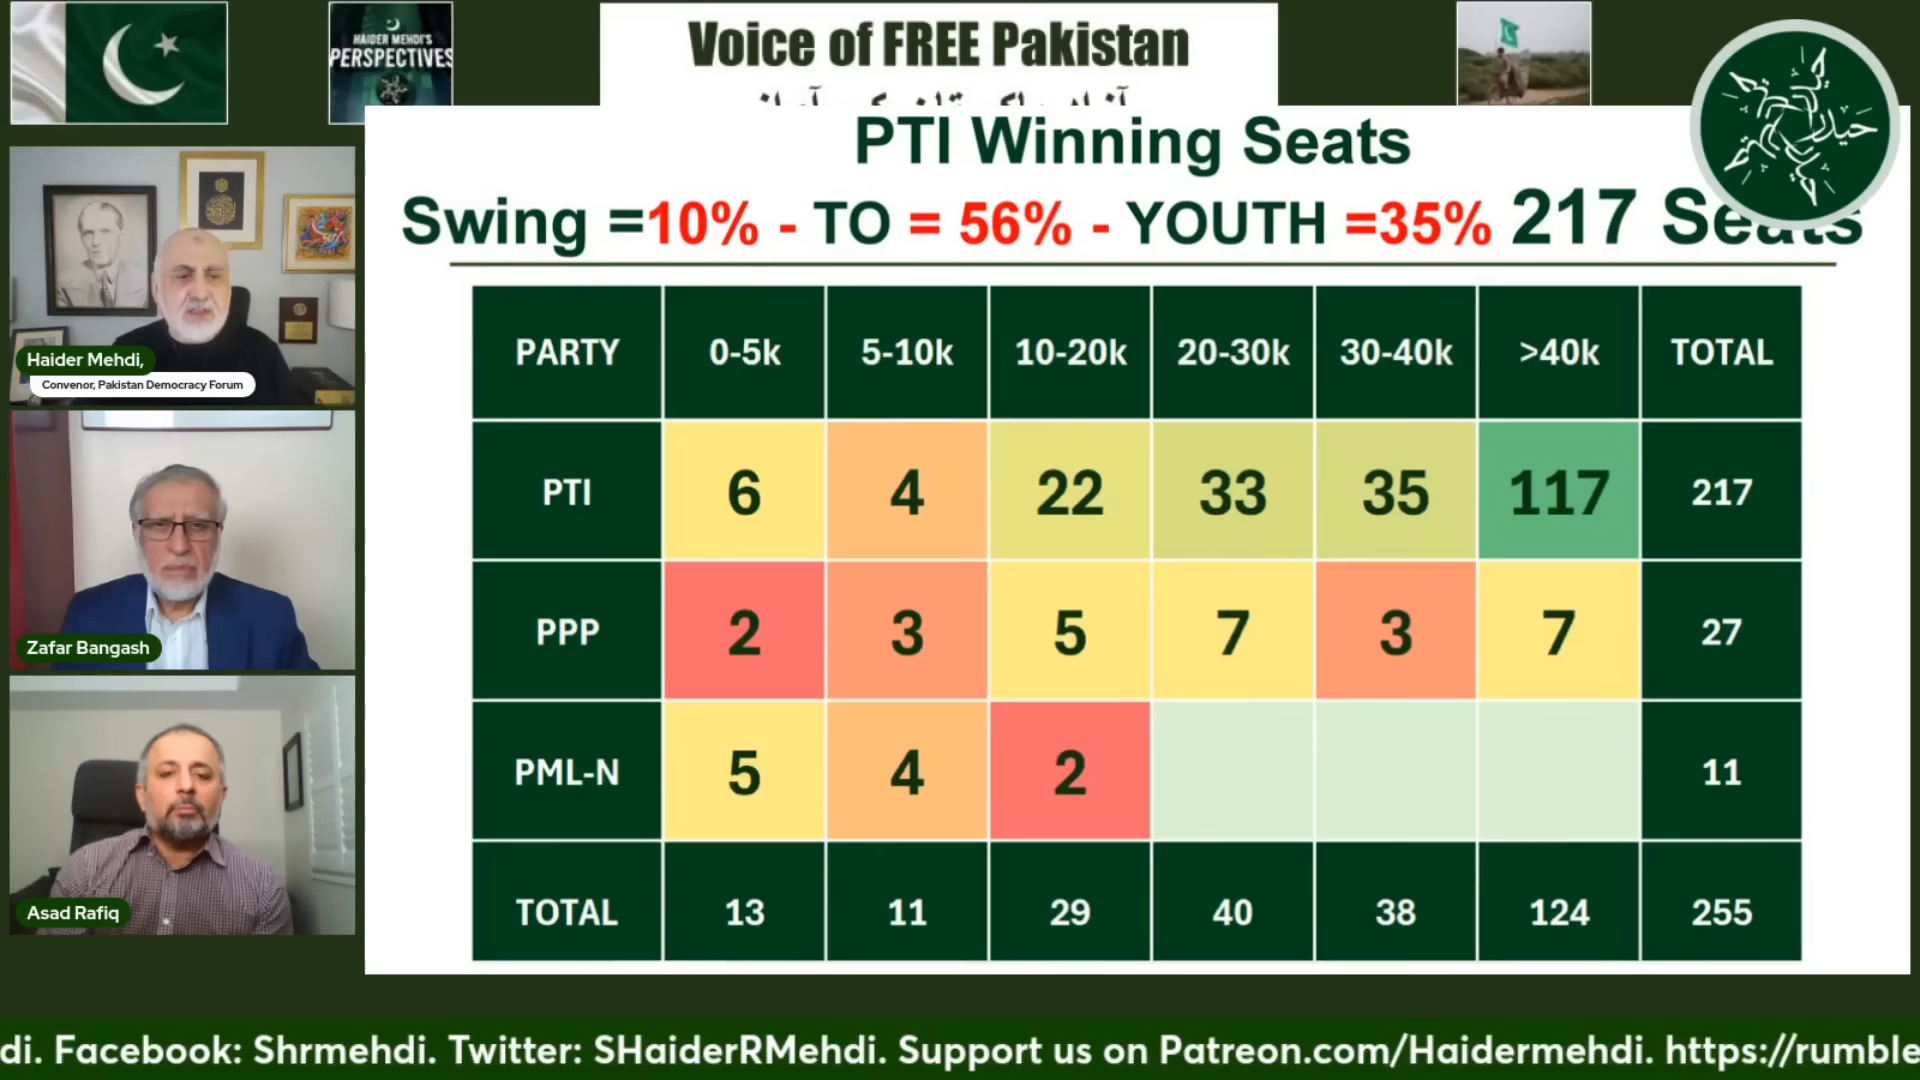 HAIDER MEHDI'S
PERSPECTIVES
Voice of FREE Pakistan
PTI Winning Seats
Swing =10% - TO = 56% - YOUTH =35% 217 Seats
حیدر
PARTY 0-5k 5-10k 10-20k 20-30k 30-40k >40k TOTAL
PTI 6 4 22 33 35 117 217
PPP 2 3 5 7 3 7 27
PML-N 5 4 2 11
TOTAL 13 11 29 40 38 124 255
Haider Mehdi,
Convenor, Pakistan Democracy Forum
Zafar Bangash
Asad Rafiq
di. Facebook: Shrmehdi. Twitter: SHaiderRMehdi. Support us on Patreon.com/Haidermehdi. https://rumble